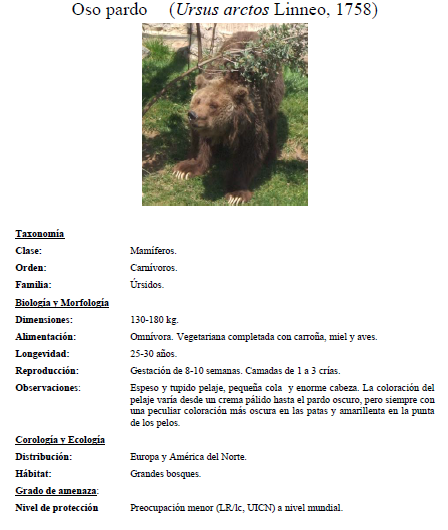 Oso pardo (Ursus arctos Linneo, 1758)
Taxonomía
Clase: Mamíferos.
Orden: Carnívoros.
Familia: Úrsidos.
Biología y Morfología
Dimensiones: 130-180 kg.
Alimentación: Omnívora. Vegetariana completada con carroña, miel y aves.
Longevidad: 25-30 años.
Reproducción: Gestación de 8-10 semanas. Camadas de 1 a 3 crías.
Observaciones: Espeso y tupido pelaje, pequeña cola y enorme cabeza. La coloración del
pelaje varía desde un crema pálido hasta el pardo oscuro, pero siempre con
una peculiar coloración más oscura en las patas y amarillenta en la punta
de los pelos.
Corología y Ecología
Distribución: Europa y América del Norte.
Hábitat: Grandes bosques.
Grado de amenaza:
Nivel de protección Preocupación menor (LR/lc, UICN) a nivel mundial.